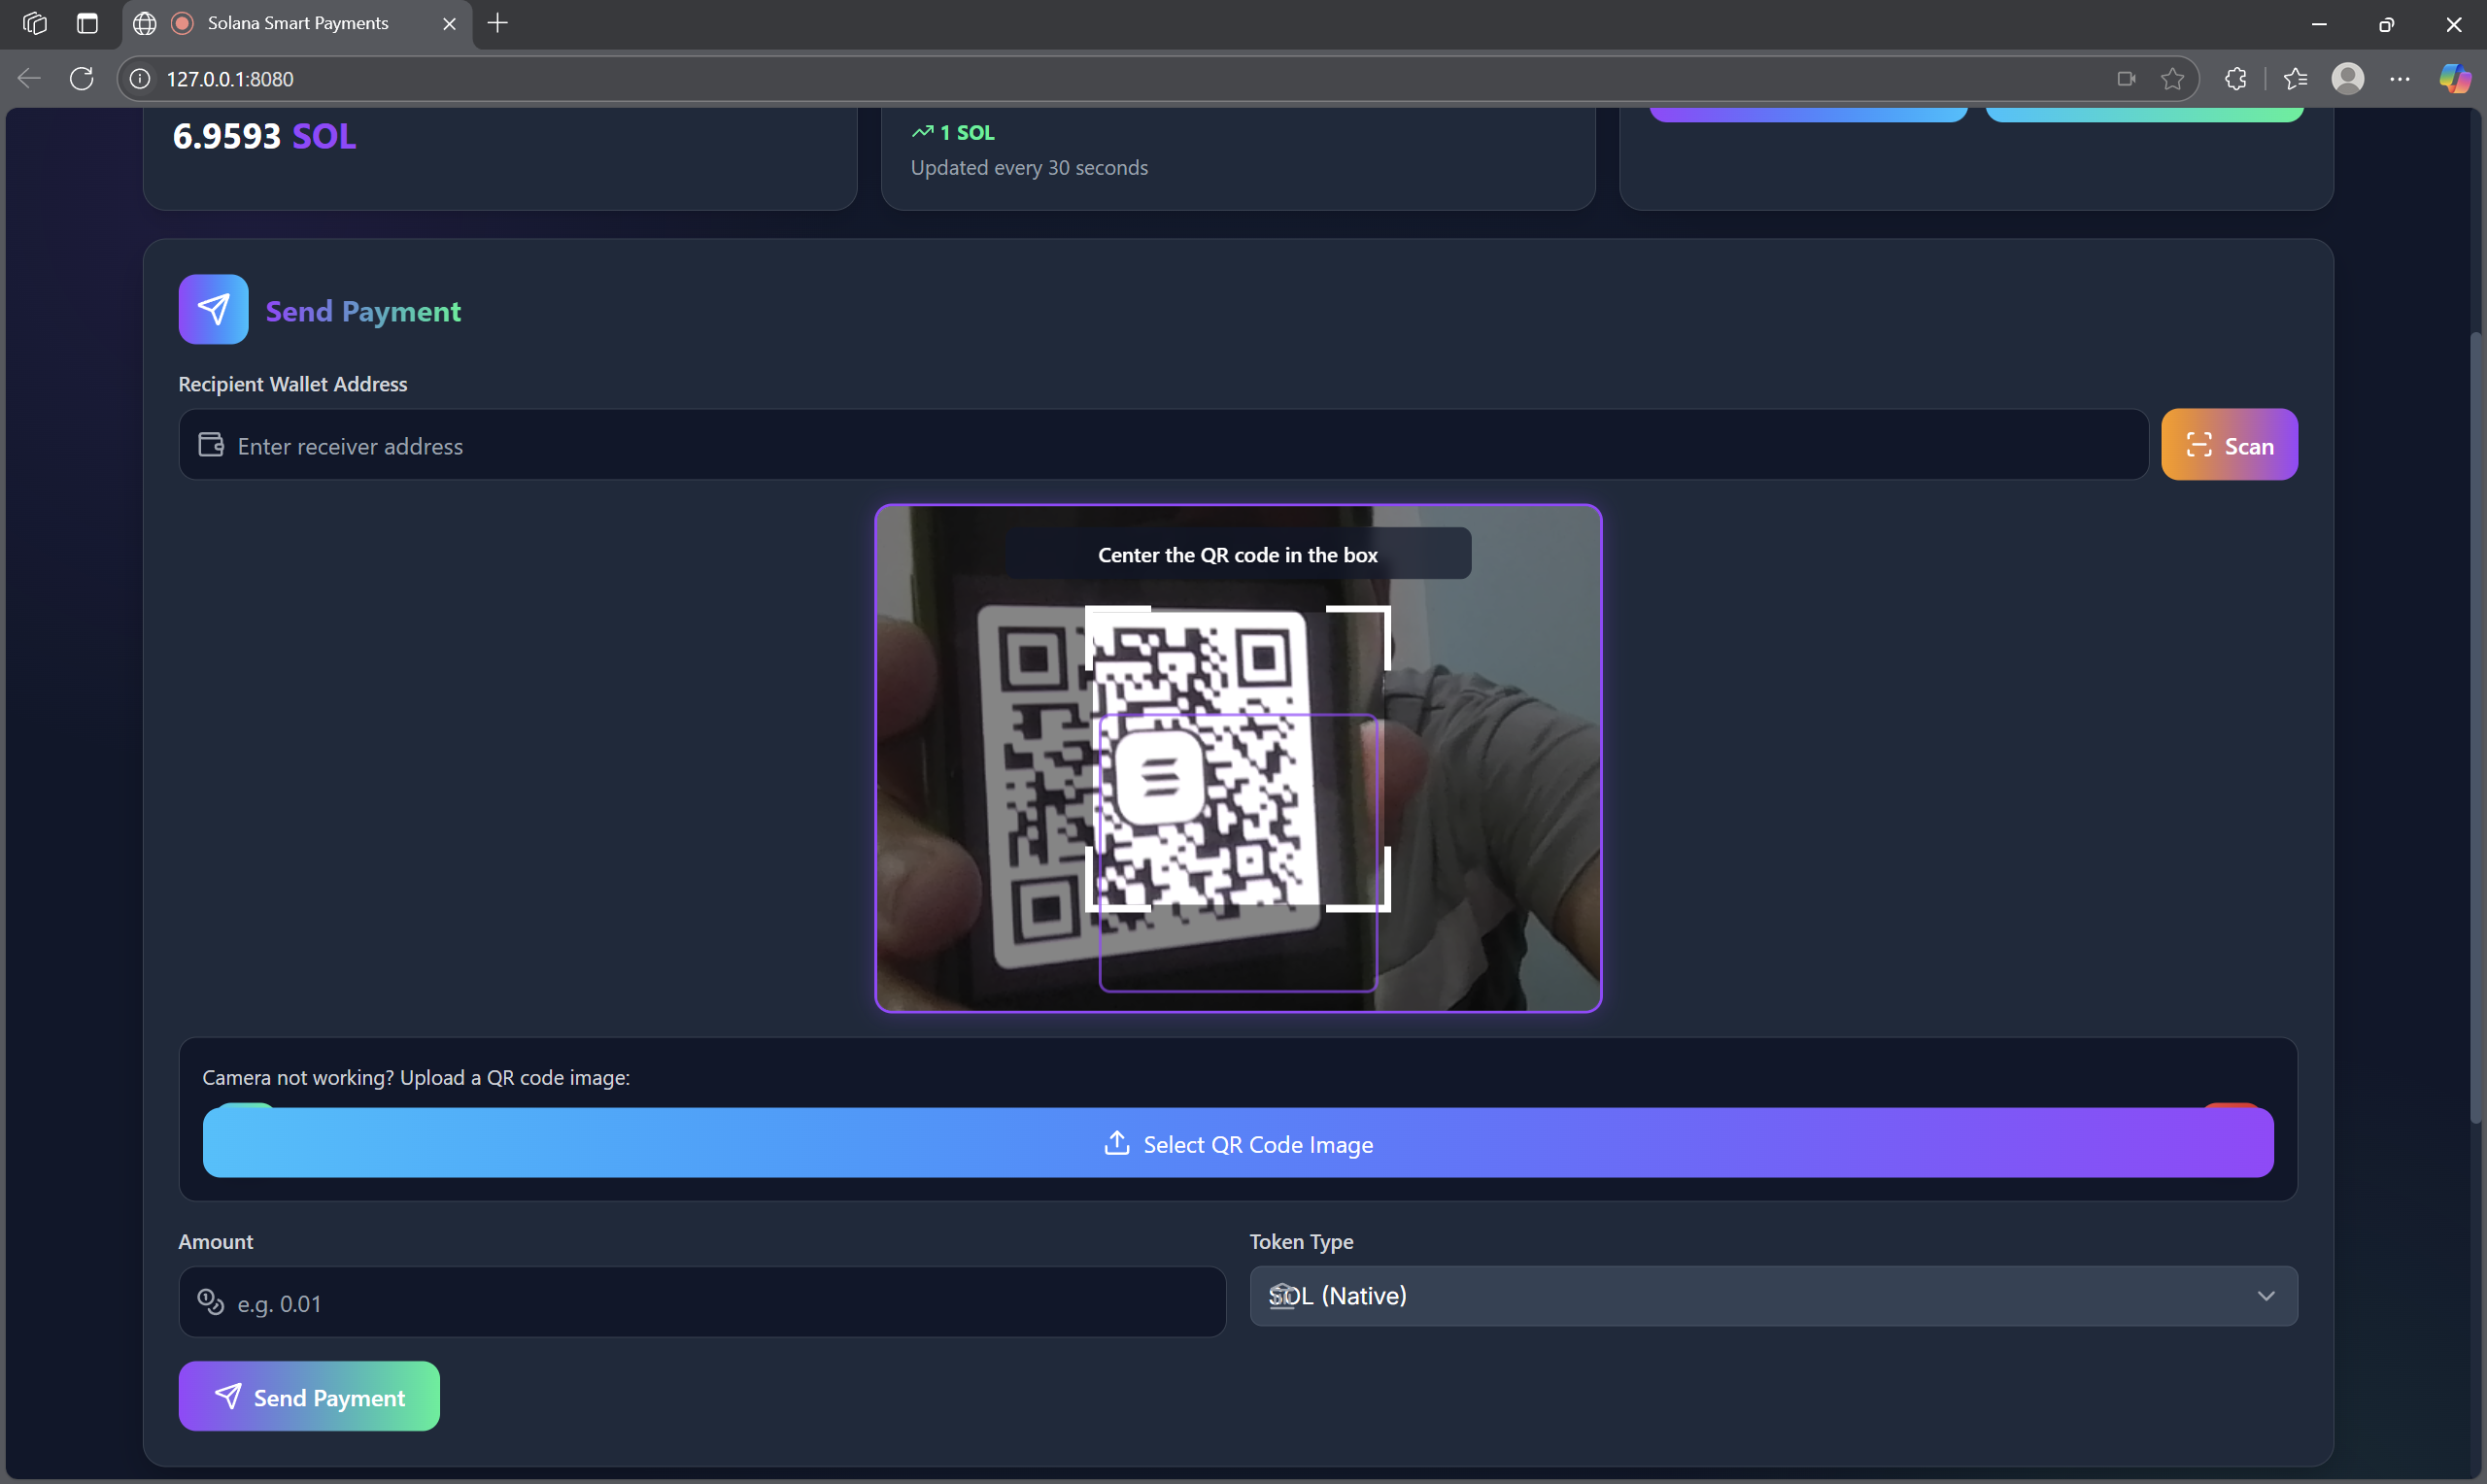 Solana Smart Payments
127.0.0.1:8080
6.9593 SOL
1 SOL
Updated every 30 seconds
Send Payment
Recipient Wallet Address
Enter receiver address
Scan
Center the QR code in the box
Camera not working? Upload a QR code image:
Select QR Code Image
Amount
Token Type
e.g. 0.01
SOL (Native)
Send Payment